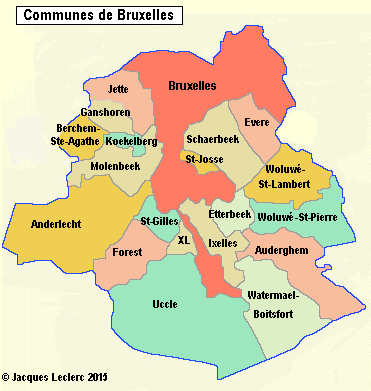 Communes de Bruxelles
Jette
Bruxelles
Ganshoren
Evere
Berchem-
Ste-Agathe
Koekelberg
Schaerbeek
Molenbeek
St-Josse
Woluwé-
St-Lambert
Anderlecht
St-Gilles
Etterbeek
Woluwé-St-Pierre
XL
Ixelles
Forest
Auderghem
Uccle
Watermael-
Boitsfort
© Jacques Leclerc 2015